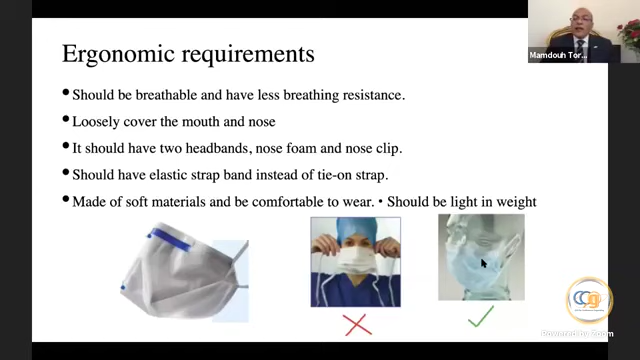 Ergonomic requirements
• Should be breathable and have less breathing resistance.
• Loosely cover the mouth and nose
• It should have two headbands, nose foam and nose clip.
• Should have elastic strap band instead of tie-on strap.
• Made of soft materials and be comfortable to wear. • Should be light in weight
Mamdouh Tor...
Powered by Zoom